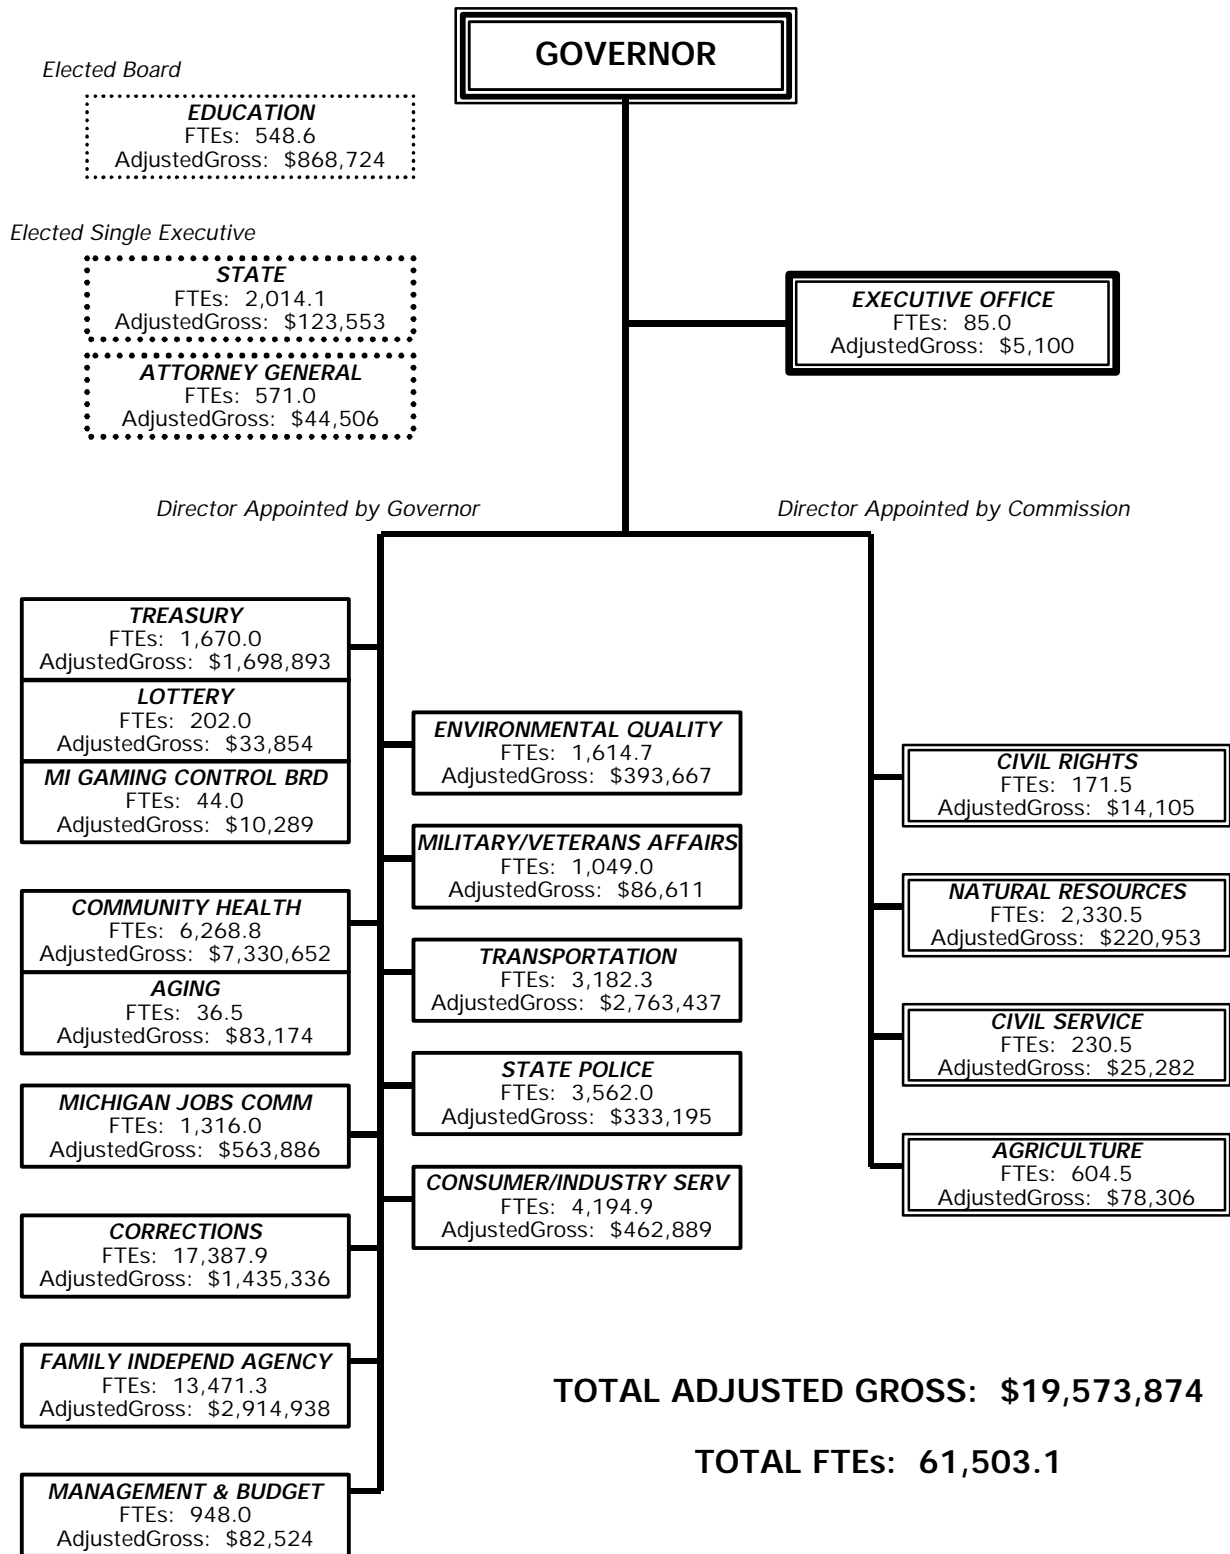 GOVERNOR
Elected Board
EDUCATION
FTEs: 548.6
AdjustedGross: $868,724
Elected Single Executive
STATE
FTEs: 2,014.1
AdjustedGross: $123,553
ATTORNEY GENERAL
FTEs: 571.0
AdjustedGross: $44,506
EXECUTIVE OFFICE
FTEs: 85.0
AdjustedGross: $5,100
Director Appointed by Governor
TREASURY
FTEs: 1,670.0
AdjustedGross: $1,698,893
LOTTERY
FTEs: 202.0
AdjustedGross: $33,854
MI GAMING CONTROL BRD
FTEs: 44.0
AdjustedGross: $10,289
COMMUNITY HEALTH
FTEs: 6,268.8
AdjustedGross: $7,330,652
AGING
FTEs: 36.5
AdjustedGross: $83,174
MICHIGAN JOBS COMM
FTEs: 1,316.0
AdjustedGross: $563,886
CORRECTIONS
FTEs: 17,387.9
AdjustedGross: $1,435,336
FAMILY INDEPEND AGENCY
FTEs: 13,471.3
AdjustedGross: $2,914,938
MANAGEMENT & BUDGET
FTEs: 948.0
AdjustedGross: $82,524
ENVIRONMENTAL QUALITY
FTEs: 1,614.7
AdjustedGross: $393,667
MILITARY/VETERANS AFFAIRS
FTEs: 1,049.0
AdjustedGross: $86,611
TRANSPORTATION
FTEs: 3,182.3
AdjustedGross: $2,763,437
STATE POLICE
FTEs: 3,562.0
AdjustedGross: $333,195
CONSUMER/INDUSTRY SERV
FTEs: 4,194.9
AdjustedGross: $462,889
Director Appointed by Commission
CIVIL RIGHTS
FTEs: 171.5
AdjustedGross: $14,105
NATURAL RESOURCES
FTEs: 2,330.5
AdjustedGross: $220,953
CIVIL SERVICE
FTEs: 230.5
AdjustedGross: $25,282
AGRICULTURE
FTEs: 604.5
AdjustedGross: $78,306
TOTAL ADJUSTED GROSS: $19,573,874
TOTAL FTEs: 61,503.1